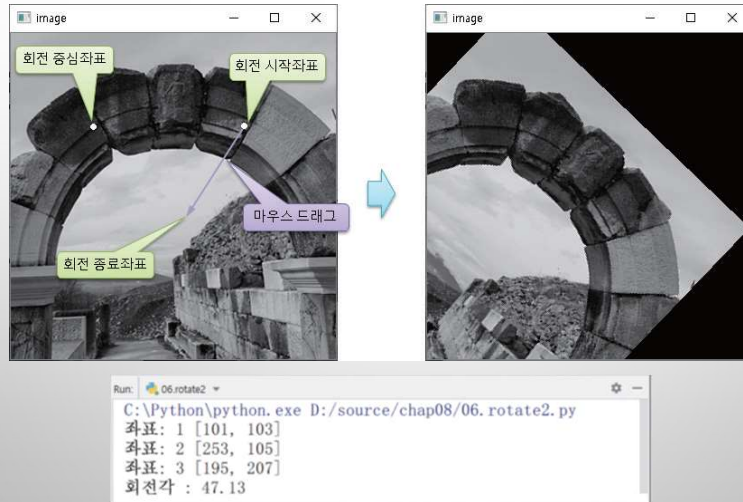 image
회전 중심좌표
회전 시작좌표
마우스 드래그
회전 종료좌표
image
Run: 06.rotate2
C:\Python\python.exe D:/source/chap08/06.rotate2.py
좌표: 1 [101, 103]
좌표: 2 [253, 105]
좌표: 3 [195, 207]
회전각 : 47.13